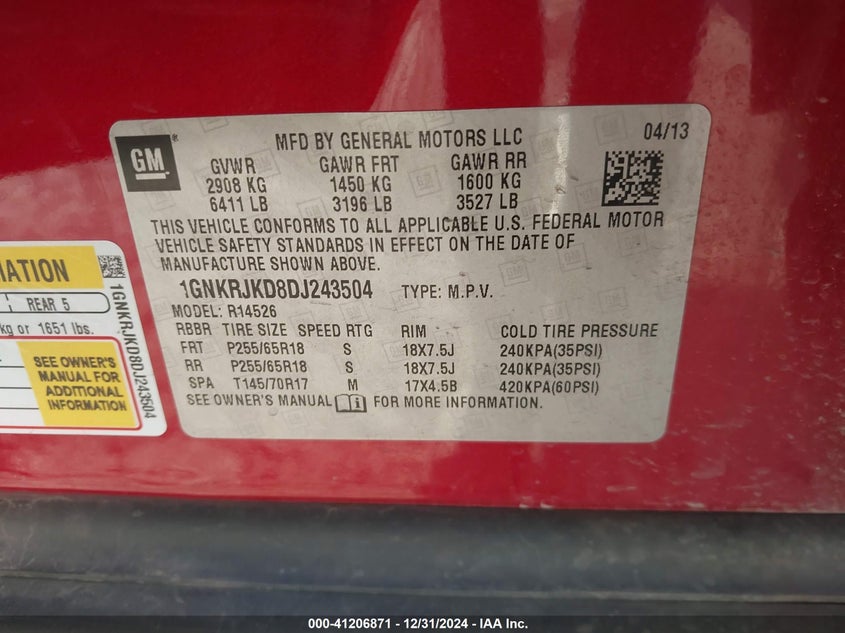 GM
MFD BY GENERAL MOTORS LLC 04/13
GVWR GAWR FRT GAWR RR
2908 KG 1450 KG 1600 KG
6411 LB 3196 LB 3527 LB
THIS VEHICLE CONFORMS TO ALL APPLICABLE U.S. FEDERAL MOTOR
VEHICLE SAFETY STANDARDS IN EFFECT ON THE DATE OF
MANUFACTURE SHOWN ABOVE.
1GNKRJKD8DJ243504 TYPE: M.P.V.
MODEL: R14526
RBBR TIRE SIZE SPEED RTG RIM COLD TIRE PRESSURE
FRT P255/65R18 S 18X7.5J 240KPA(35PSI)
RR P255/65R18 S 18X7.5J 240KPA(35PSI)
SPA T145/70R17 M 17X4.5B 420KPA(60PSI)
SEE OWNER'S MANUAL FOR MORE INFORMATION.
REAR 5
kg or 1651 lbs.
SEE OWNER'S
MANUAL FOR
ADDITIONAL
INFORMATION
1GNKRJKD8DJ243504
000-41206871 - 12/31/2024 - IAA Inc.